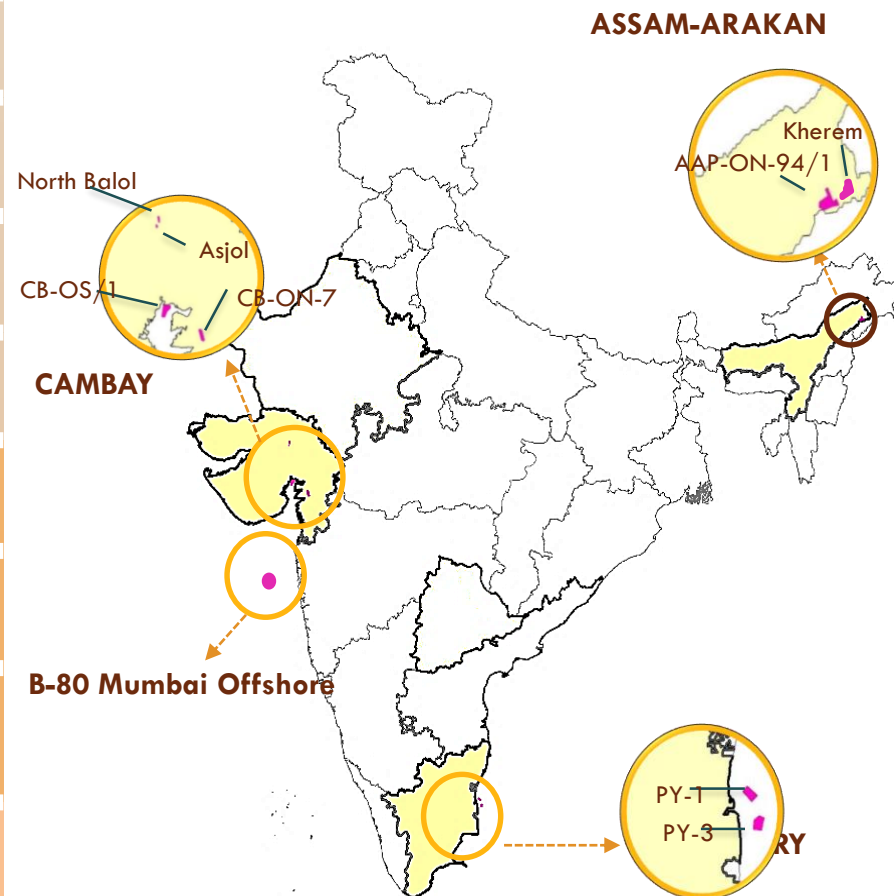 ASSAM-ARAKAN
Kherem
AAP-ON-94/1
North Balol
Asjol
CB-OS/1
CB-ON-7
CAMBAY
B-80 Mumbai Offshore
PY-1
PY-3
RY